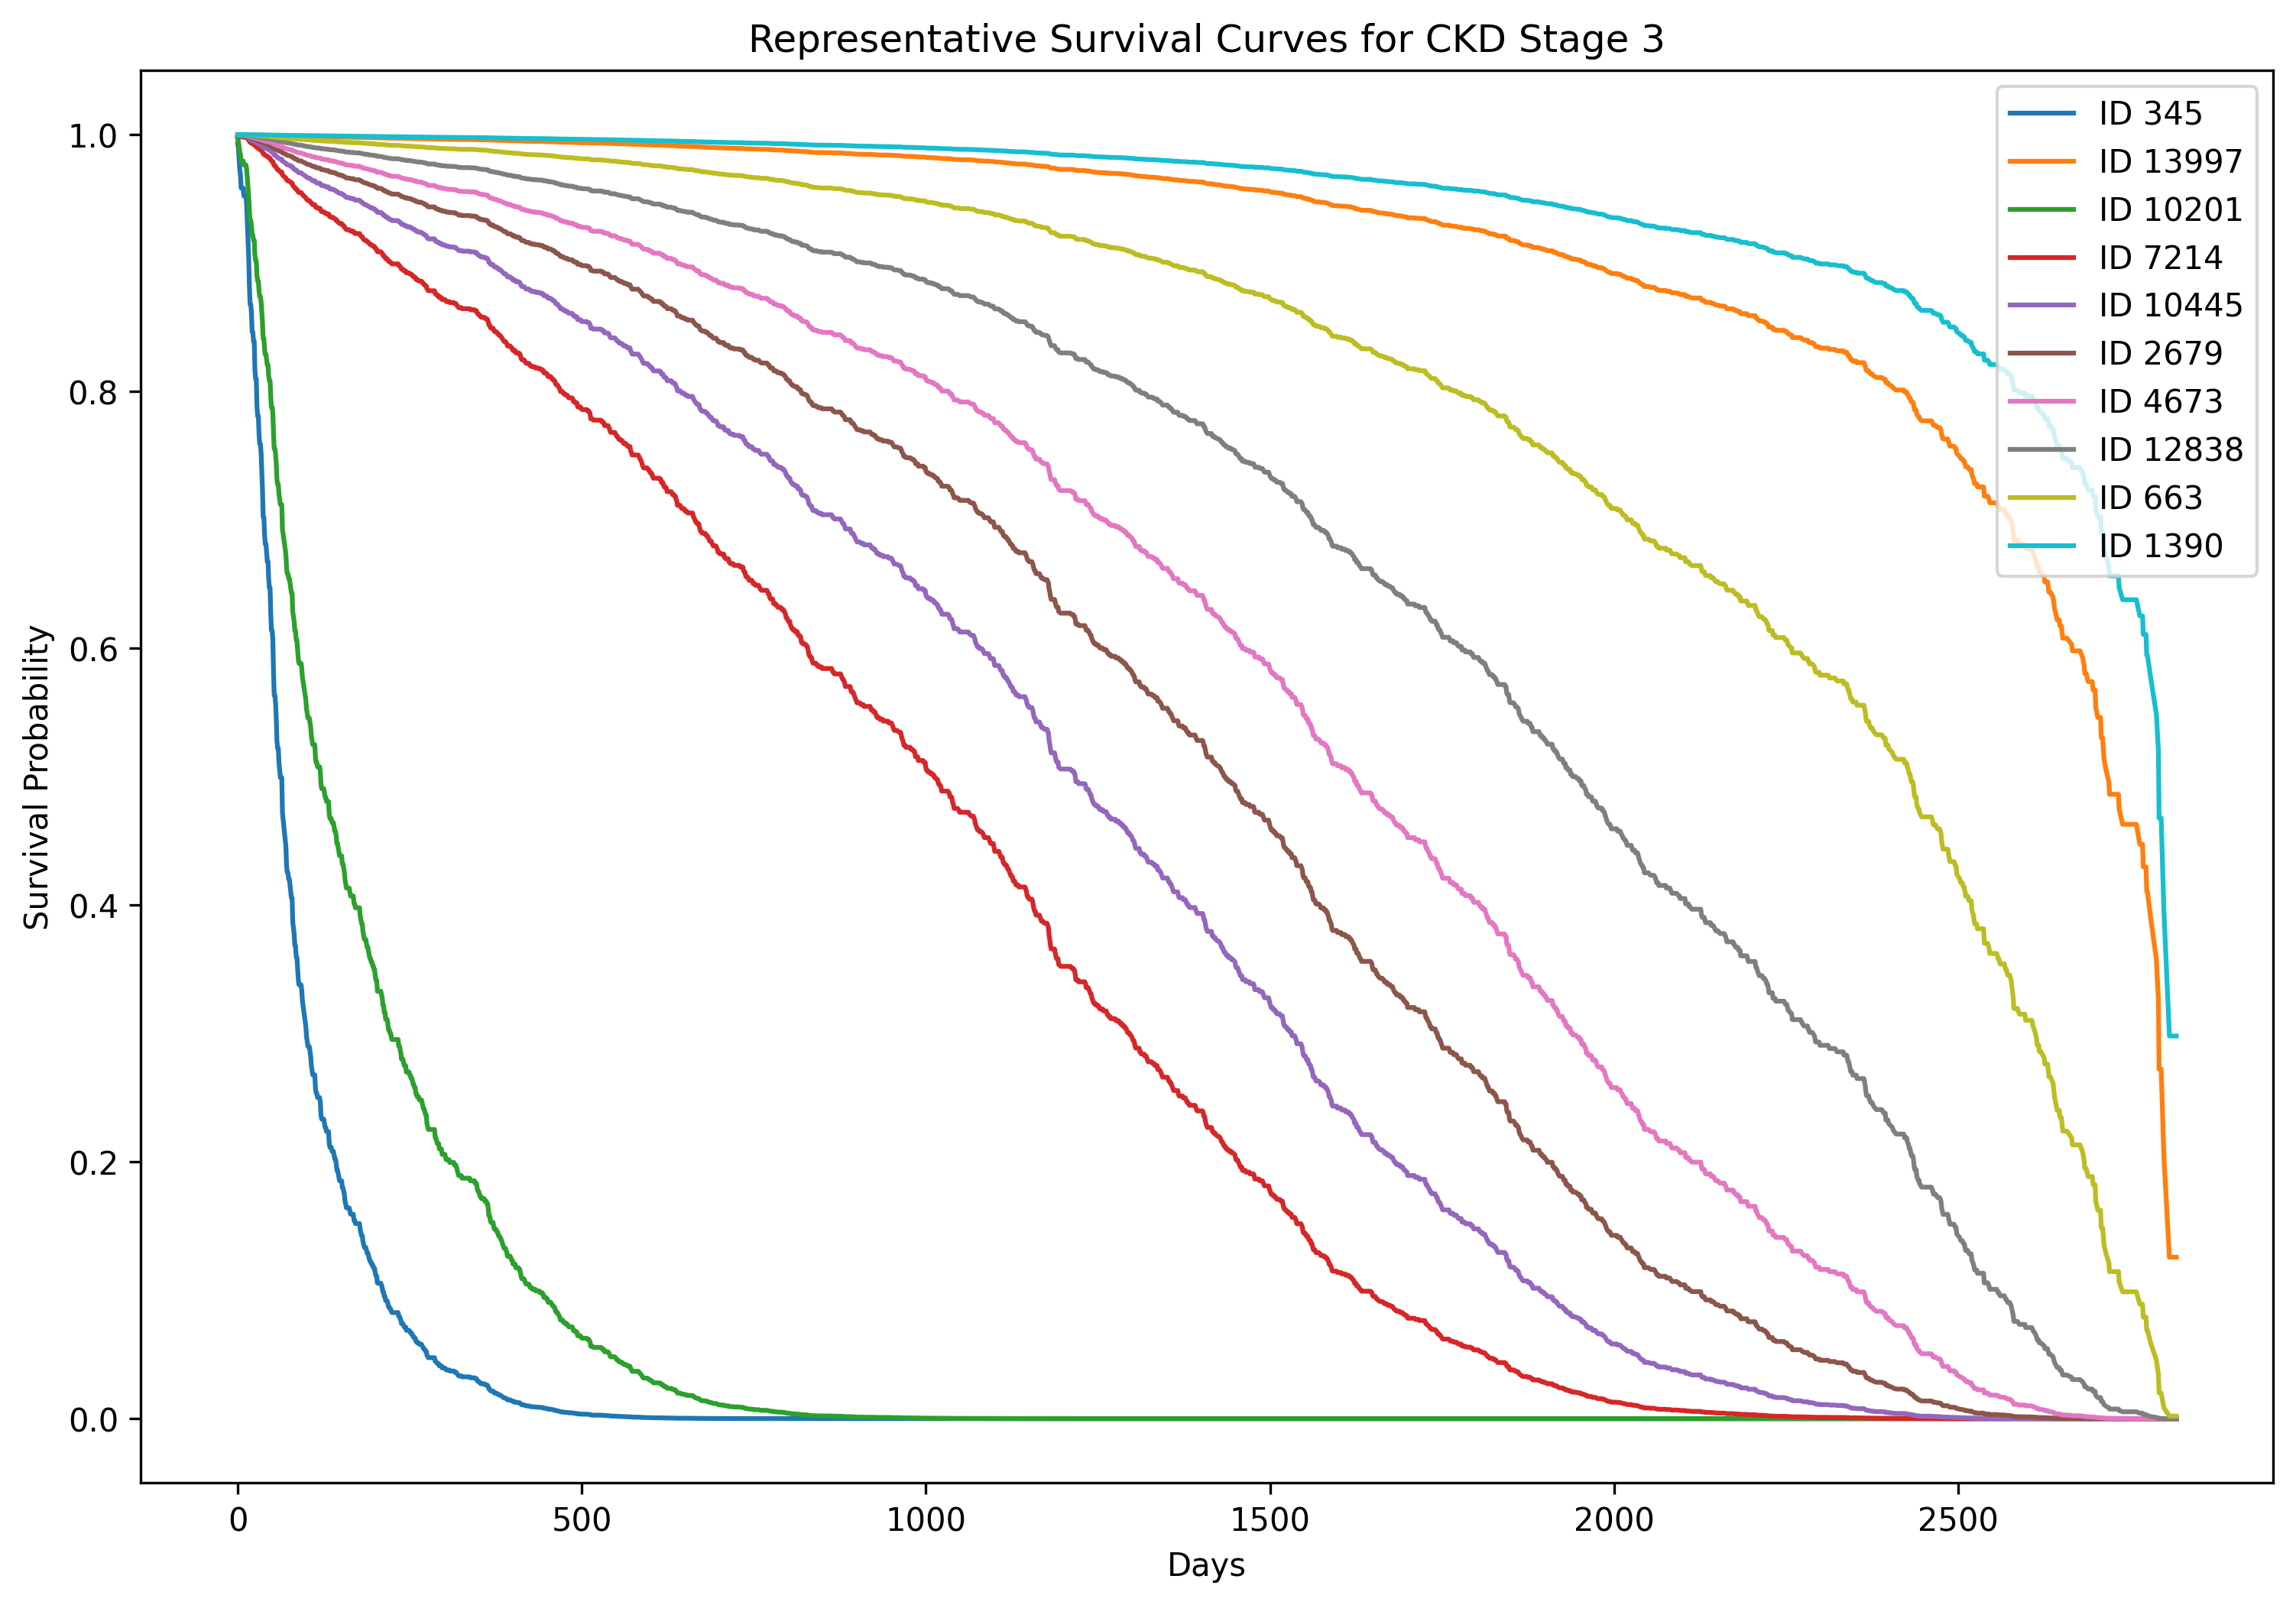 Representative Survival Curves for CKD Stage 3
1.0
0.8
0.6
0.4
0.2
0.0
Survival Probability
0 500 1000 1500 2000 2500
Days
ID 345
ID 13997
ID 10201
ID 7214
ID 10445
ID 2679
ID 4673
ID 12838
ID 663
ID 1390